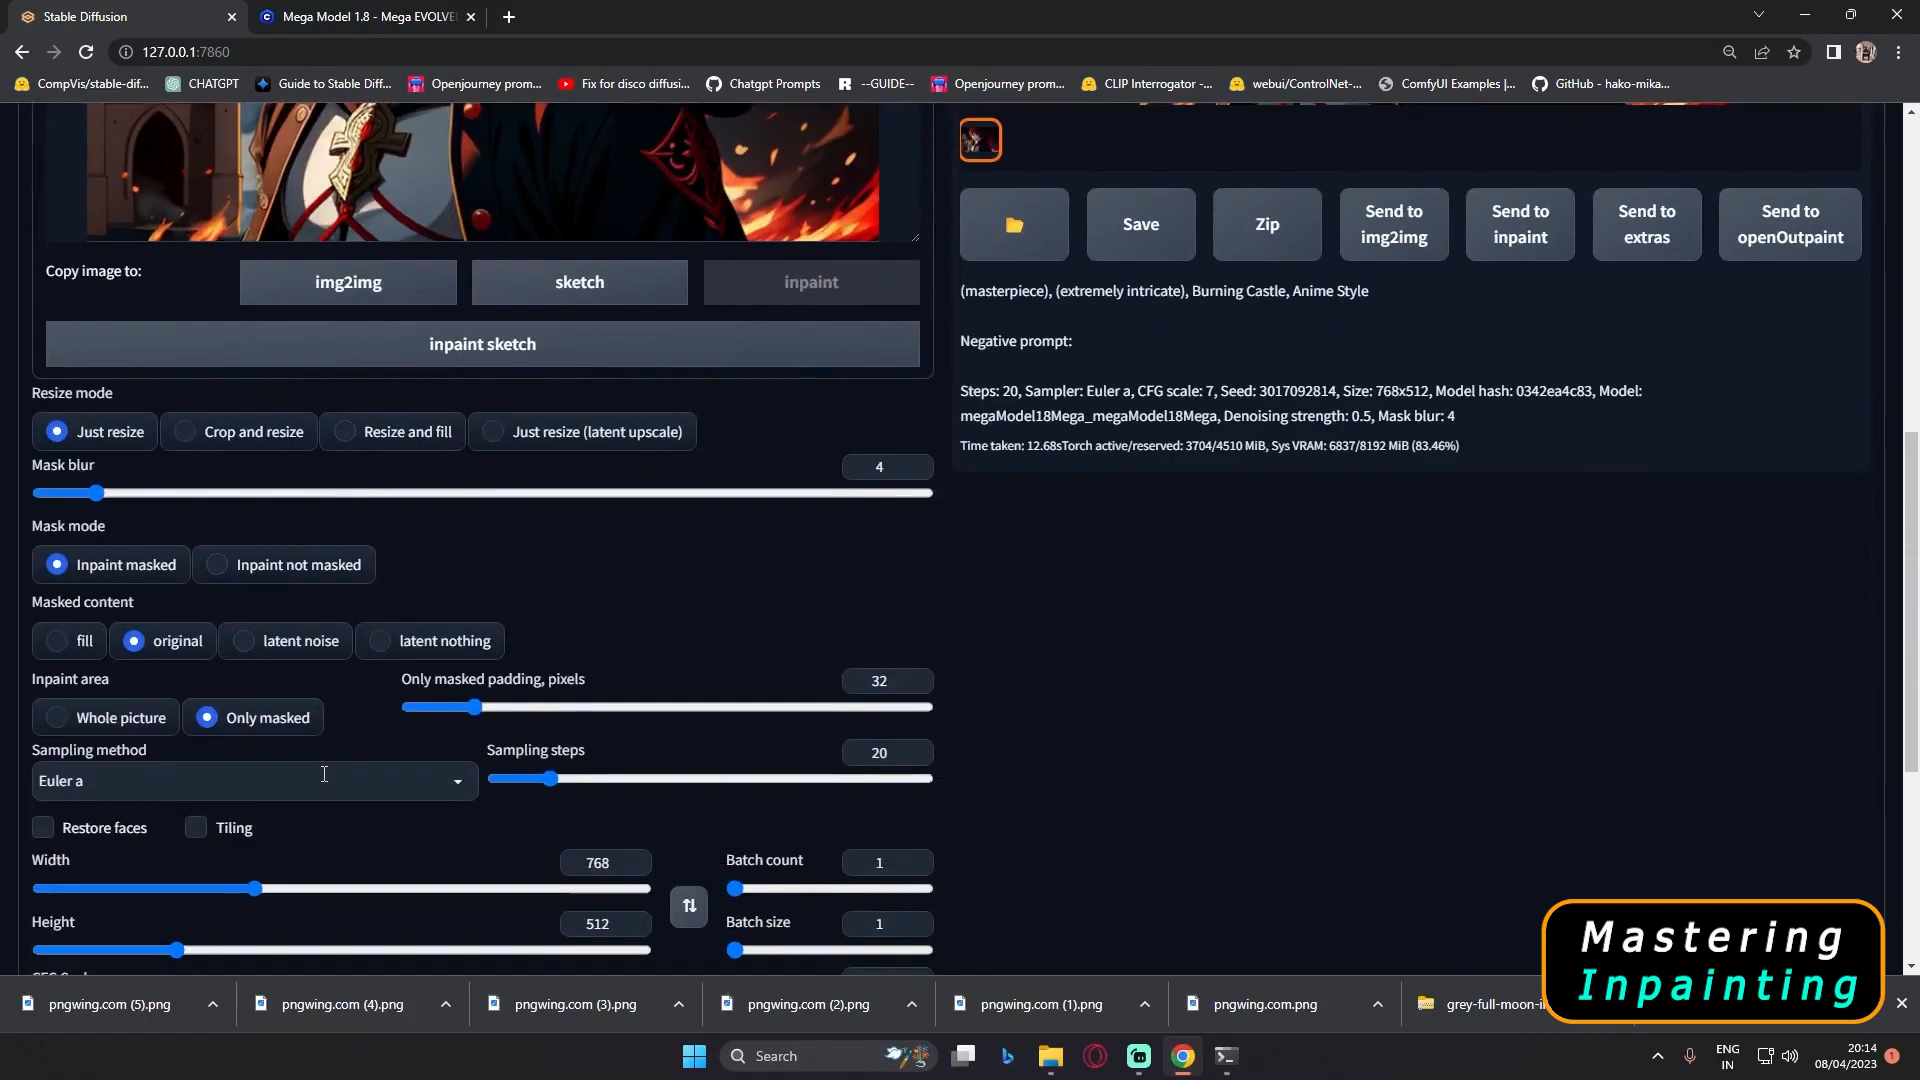 Stable Diffusion
Mega Model 1.8 - Mega EVOLVE
127.0.0.1:7860
CompVis/stable-dif...
CHATGPT
Guide to Stable Diff...
Openjourney prom...
Fix for disco diffusi...
Chatgpt Prompts
--GUIDE--
Openjourney prom...
CLIP Interrogator -...
webui/ControlNet-...
ComfyUI Examples |...
GitHub - hako-mika...
Copy image to:
img2img
sketch
inpaint
inpaint sketch
Save
Zip
Send to
img2img
Send to
inpaint
Send to
extras
Send to
openOutpaint
(masterpiece), (extremely intricate), Burning Castle, Anime Style
Negative prompt:
Steps: 20, Sampler: Euler a, CFG scale: 7, Seed: 3017092814, Size: 768x512, Model hash: 0342ea4c83, Model:
megaModel18Mega_megaModel18Mega, Denoising strength: 0.5, Mask blur: 4
Time taken: 12.68sTorch active/reserved: 3704/4510 MiB, Sys VRAM: 6837/8192 MiB (83.46%)
Resize mode
Just resize
Crop and resize
Resize and fill
Just resize (latent upscale)
Mask blur
4
Mask mode
Inpaint masked
Inpaint not masked
Masked content
fill
original
latent noise
latent nothing
Inpaint area
Only masked padding, pixels
32
Whole picture
Only masked
Sampling method
Sampling steps
20
Euler a
Restore faces
Tiling
Width
768
Batch count
1
Height
512
Batch size
1
Mastering
Inpainting
pngwing.com (5).png
pngwing.com (4).png
pngwing.com (3).png
pngwing.com (2).png
pngwing.com (1).png
pngwing.com.png
grey-full-moon-i
Search
ENG
IN
20:14
08/04/2023
1